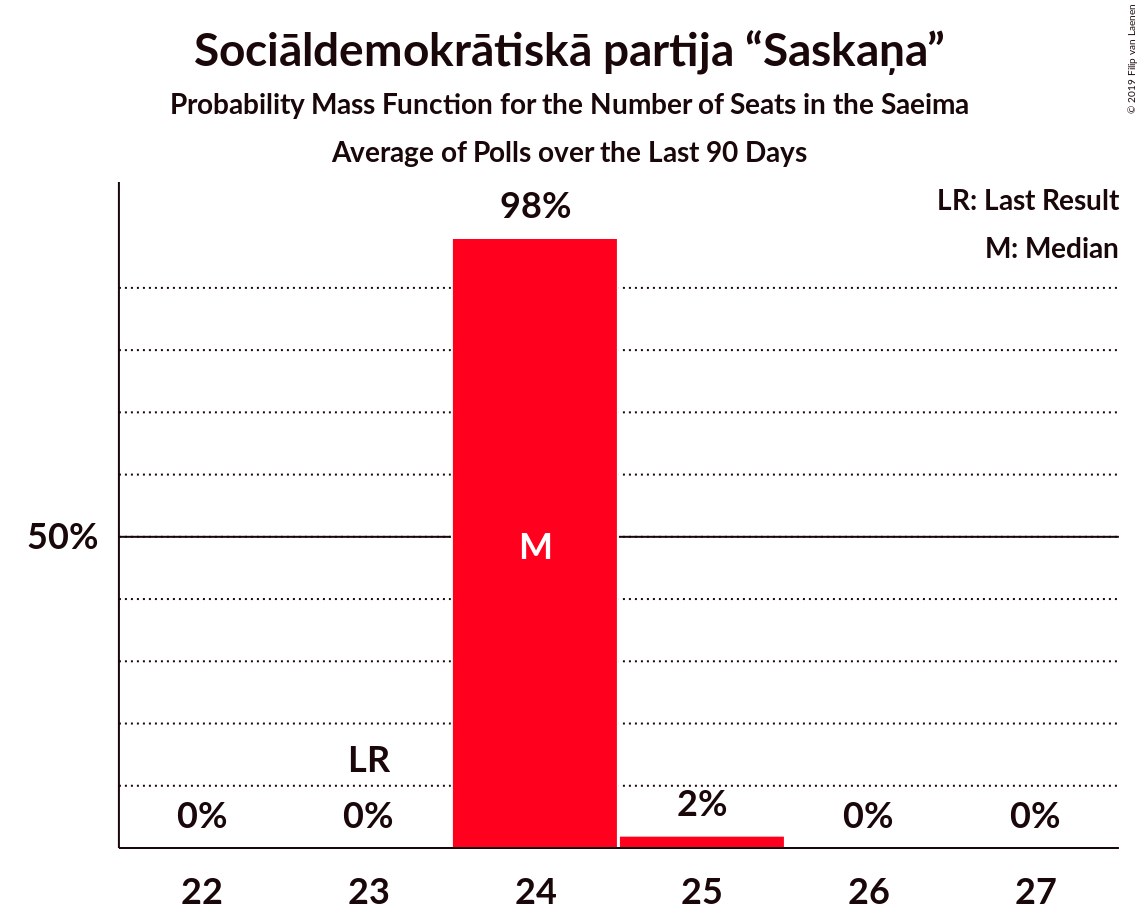 Sociāldemokrātiskā partija “Saskaņa”
Probability Mass Function for the Number of Seats in the Saeima
Average of Polls over the Last 90 Days
© 2019 Filip van Laenen
LR: Last Result
M: Median
98%
50%
M
LR
0%
0%
2%
0%
0%
22
23
24
25
26
27